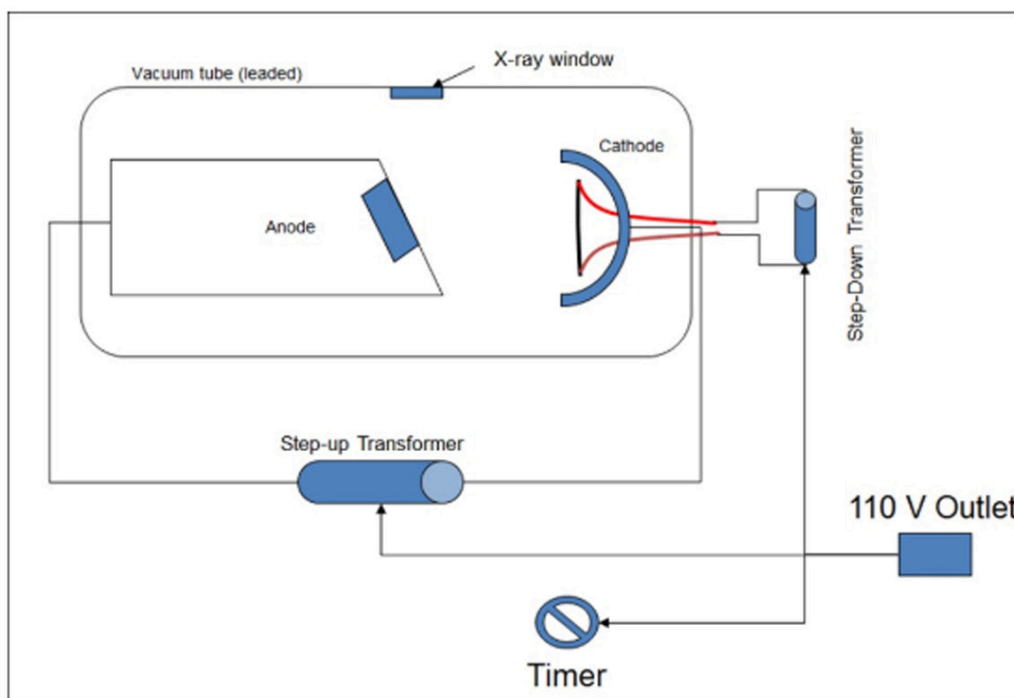 X-ray window
Vacuum tube (leaded)
Cathode
Anode
Step-Down Transformer
Step-up Transformer
110 V Outlet
Timer